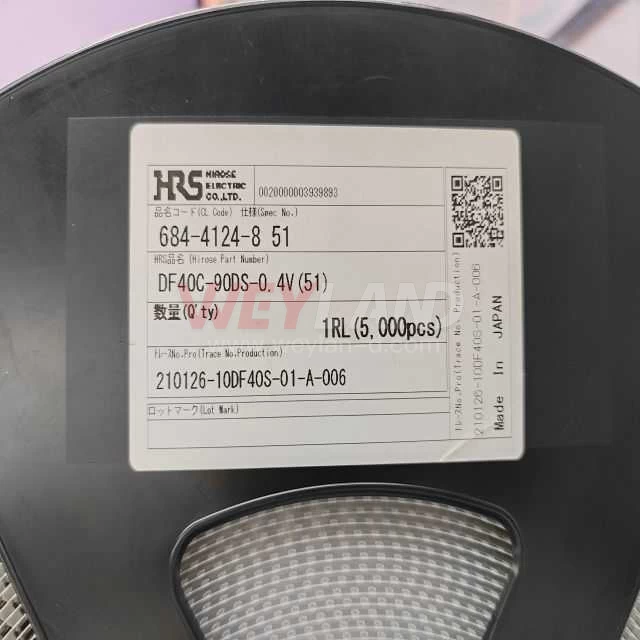 HRS HIROSE
ELECTRIC
CO.,LTD.
0020000003939893
品名コード(CL Code) 仕様(Spec No.)
684-4124-8 51
HRS品名 (Hirose Part Number)
DF40C-90DS-0.4V(51)
数量(Q'ty)
1RL(5,000pcs)
トレースNo.Pro(Trace No.Production)
210126-10DF40S-01-A-006
ロットマーク(Lot Mark)
トレースNo.Pro(Trace No.Production)
210126-10DF40S-01-A-006
Made In JAPAN
WEYLAND
www.weylan-d.com